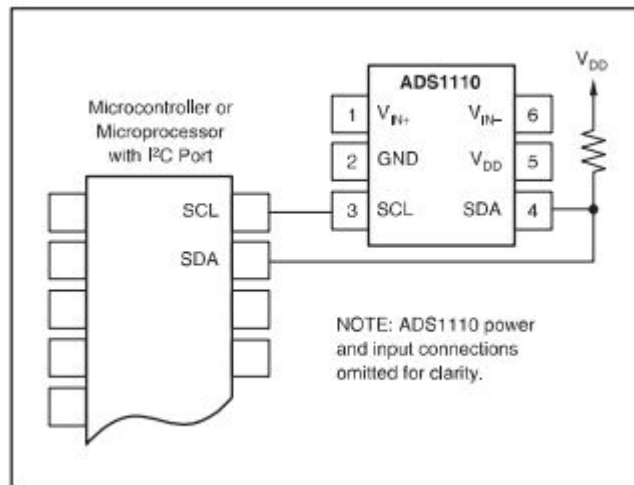 V_DD
ADS1110
Microcontroller or
Microprocessor
with I²C Port
1 V_IN+ V_IN– 6
2 GND V_DD 5
3 SCL SDA 4
SCL
SDA
NOTE: ADS1110 power
and input connections
omitted for clarity.